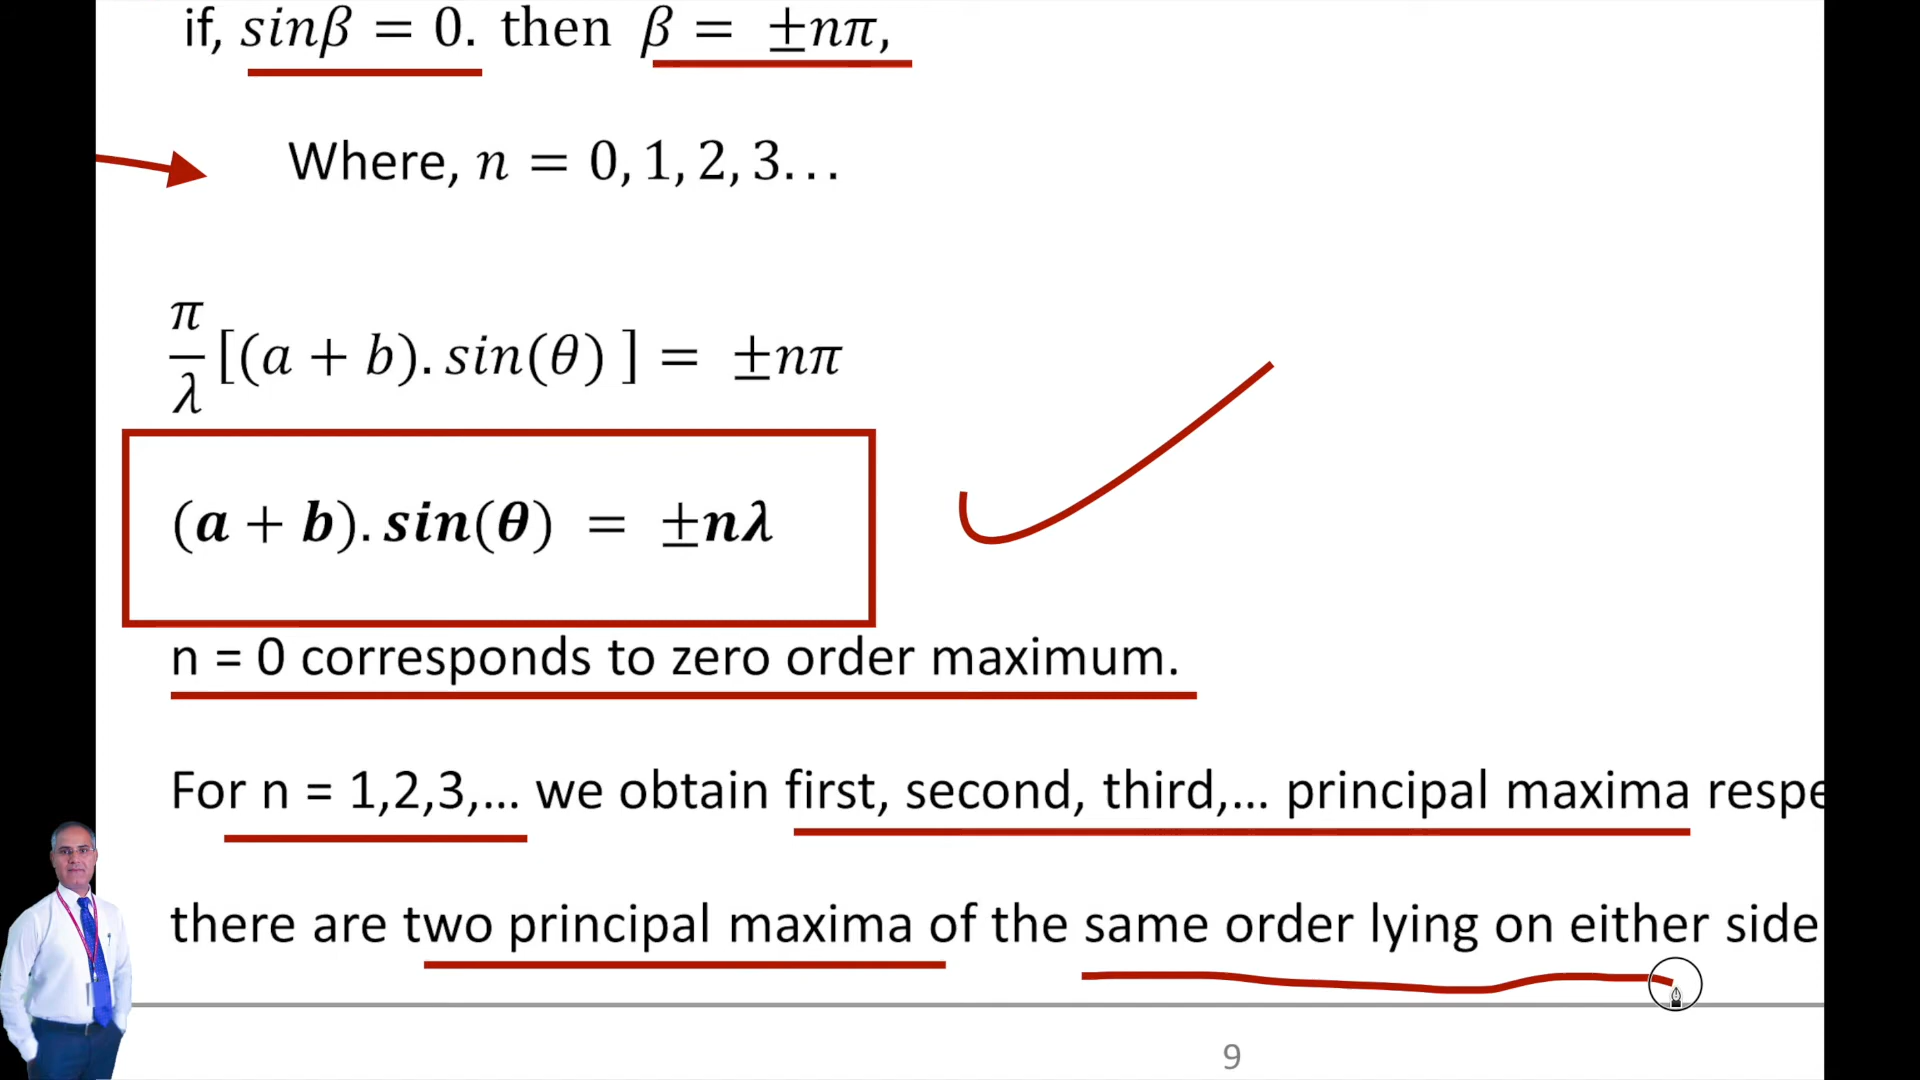 if, sinβ = 0. then β = ±nπ,
Where, n = 0, 1, 2, 3...
π/λ [(a + b). sin(θ) ] = ±nπ
(a + b). sin(θ) = ±nλ
n = 0 corresponds to zero order maximum.
For n = 1,2,3,... we obtain first, second, third,... principal maxima respe
there are two principal maxima of the same order lying on either side
9